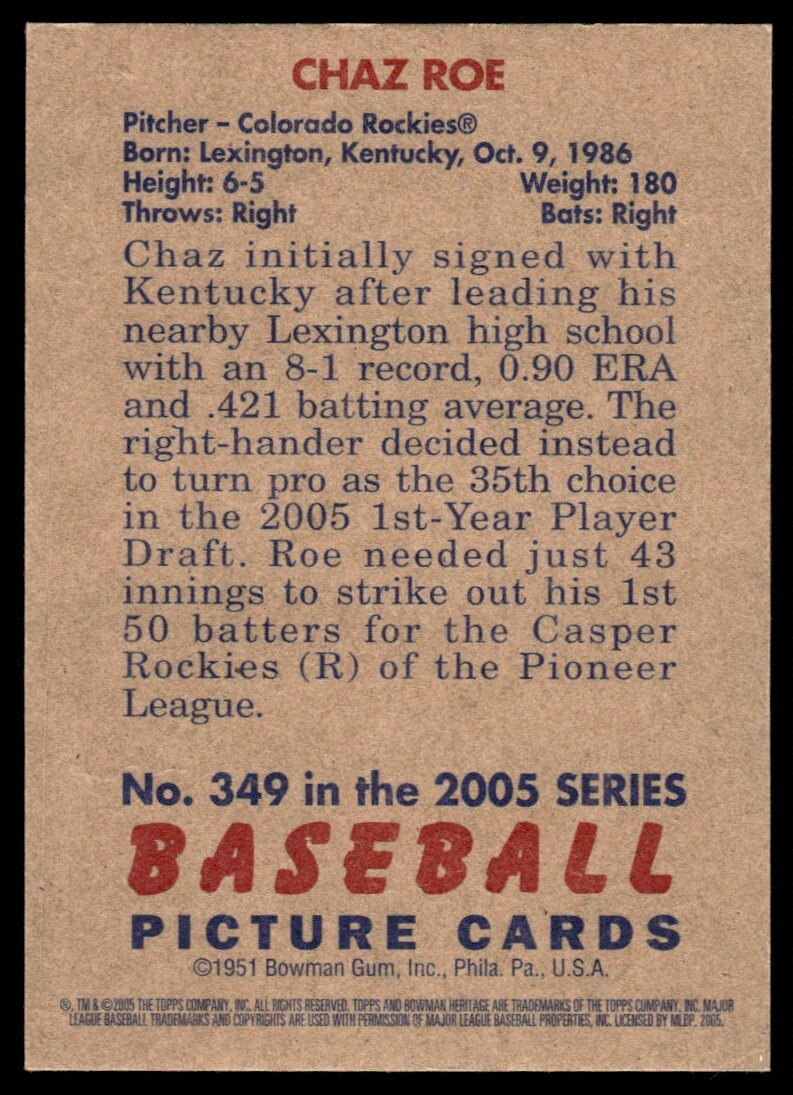 CHAZ ROE
Pitcher – Colorado Rockies®
Born: Lexington, Kentucky, Oct. 9, 1986
Height: 6-5 Weight: 180
Throws: Right Bats: Right
Chaz initially signed with
Kentucky after leading his
nearby Lexington high school
with an 8-1 record, 0.90 ERA
and .421 batting average. The
right-hander decided instead
to turn pro as the 35th choice
in the 2005 1st-Year Player
Draft. Roe needed just 43
innings to strike out his 1st
50 batters for the Casper
Rockies (R) of the Pioneer
League.
No. 349 in the 2005 SERIES
BASEBALL
PICTURE CARDS
©1951 Bowman Gum, Inc., Phila. Pa., U.S.A.
®, TM & ©2005 THE TOPPS COMPANY, INC. ALL RIGHTS RESERVED. TOPPS AND BOWMAN HERITAGE ARE TRADEMARKS OF THE TOPPS COMPANY, INC. MAJOR
LEAGUE BASEBALL TRADEMARKS AND COPYRIGHTS ARE USED WITH PERMISSION OF MAJOR LEAGUE BASEBALL PROPERTIES, INC. LICENSED BY MLBP. 2005.